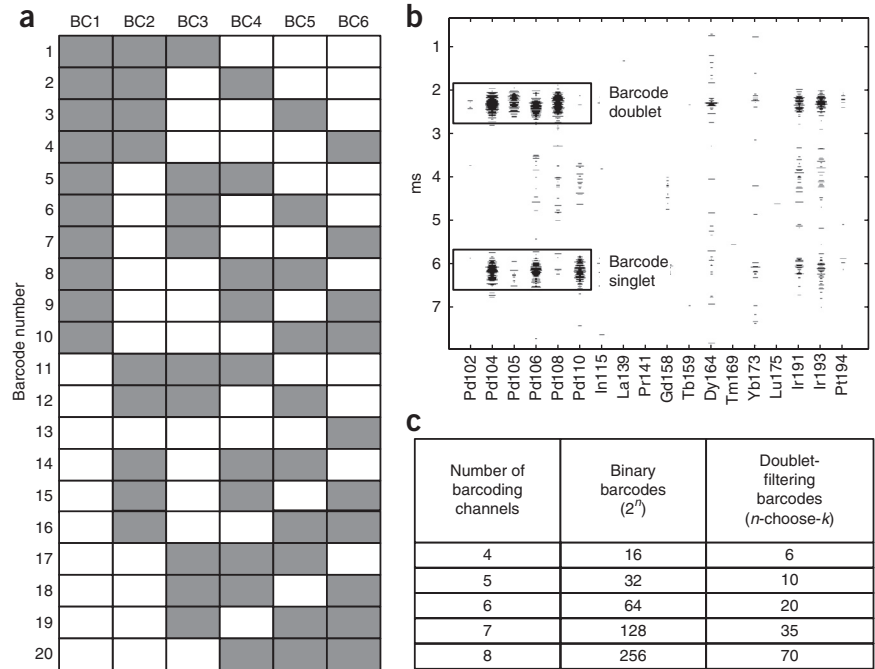 a
BC1 BC2 BC3 BC4 BC5 BC6
Barcode number
1
2
3
4
5
6
7
8
9
10
11
12
13
14
15
16
17
18
19
20
b
ms
1
2
3
4
5
6
7
Barcode
doublet
Barcode
singlet
Pd102 Pd104 Pd105 Pd106 Pd108 Pd110 In115 La139 Pr141 Gd158 Tb159 Dy164 Tm169 Yb173 Lu175 Ir191 Ir193 Pt194
c
Number of
barcoding
channels
Binary
barcodes
(2ⁿ)
Doublet-
filtering
barcodes
(n-choose-k)
4 16 6
5 32 10
6 64 20
7 128 35
8 256 70